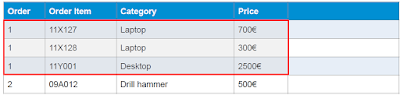 Order Order Item Category Price
1 11X127 Laptop 700€
1 11X128 Laptop 300€
1 11Y001 Desktop 2500€
2 09A012 Drill hammer 500€